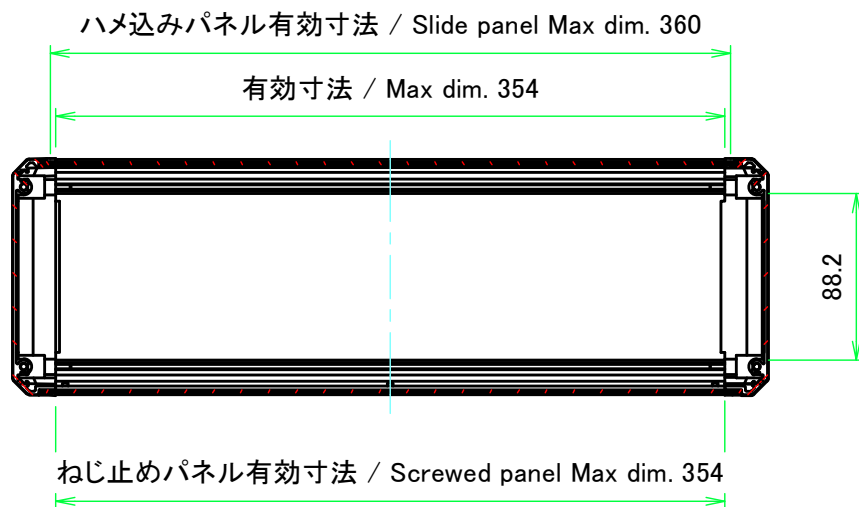 ハメ込みパネル有効寸法 / Slide panel Max dim. 360
有効寸法 / Max dim. 354
88.2
ねじ止めパネル有効寸法 / Screwed panel Max dim. 354